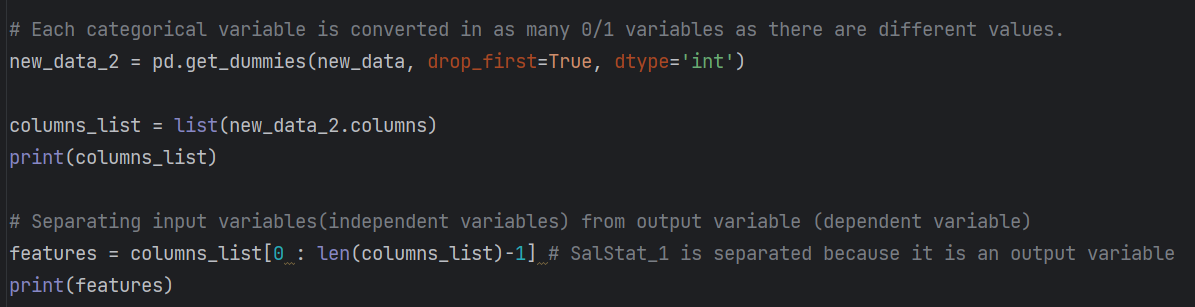 # Each categorical variable is converted in as many 0/1 variables as there are different values.
new_data_2 = pd.get_dummies(new_data, drop_first=True, dtype='int')
columns_list = list(new_data_2.columns)
print(columns_list)
# Separating input variables(independent variables) from output variable (dependent variable)
features = columns_list[0 : len(columns_list)-1] # SalStat_1 is separated because it is an output variable
print(features)